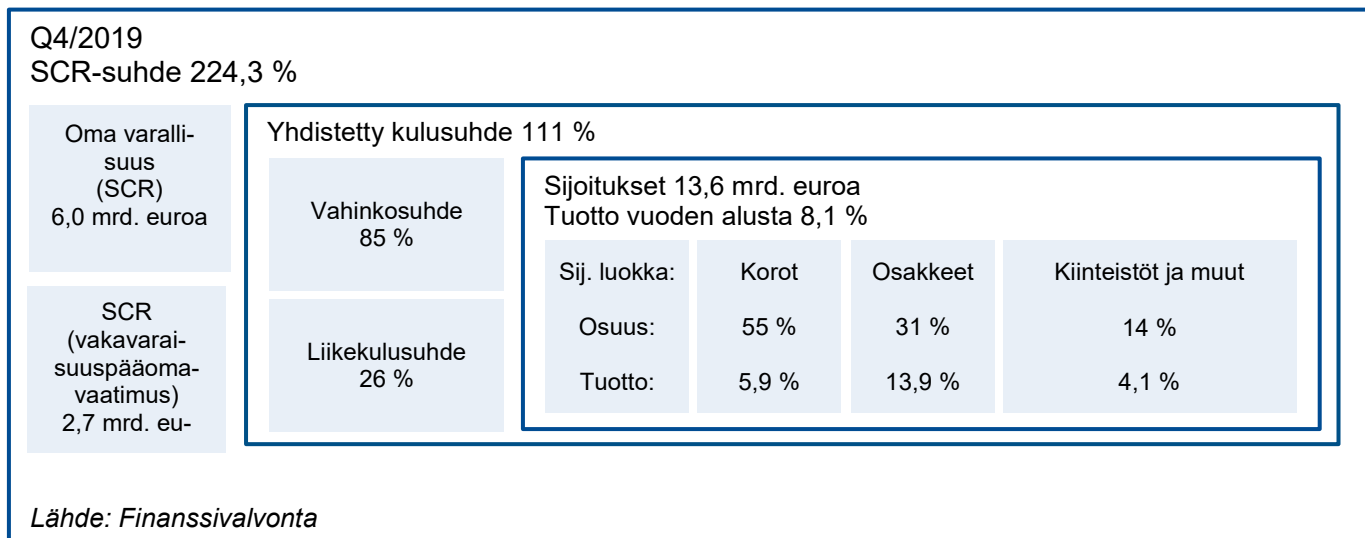 Q4/2019
SCR-suhde 224,3 %
Oma varalli-
suus
(SCR)
6,0 mrd. euroa
SCR
(vakavarai-
suuspääoma-
vaatimus)
2,7 mrd. eu-
Yhdistetty kulusuhde 111 %
Vahinkosuhde
85 %
Liikekulusuhde
26 %
Sijoitukset 13,6 mrd. euroa
Tuotto vuoden alusta 8,1 %
Sij. luokka: Korot Osakkeet Kiinteistöt ja muut
Osuus: 55 % 31 % 14 %
Tuotto: 5,9 % 13,9 % 4,1 %
Lähde: Finanssivalvonta